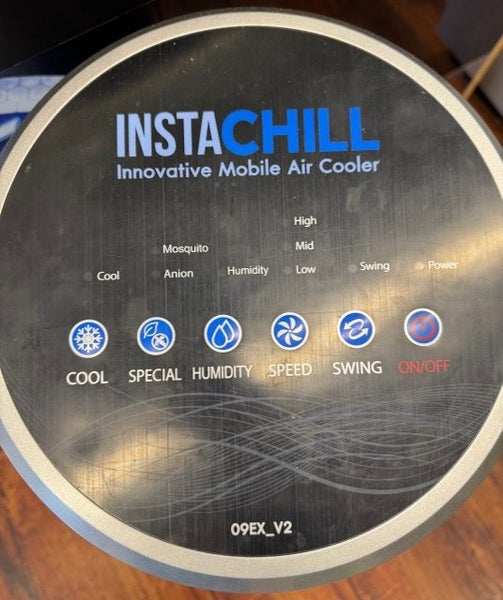 INSTACHILL
Innovative Mobile Air Cooler
High
Mosquito Mid
Cool Anion Humidity Low Swing Power
COOL SPECIAL HUMIDITY SPEED SWING ON/OFF
09EX_V2